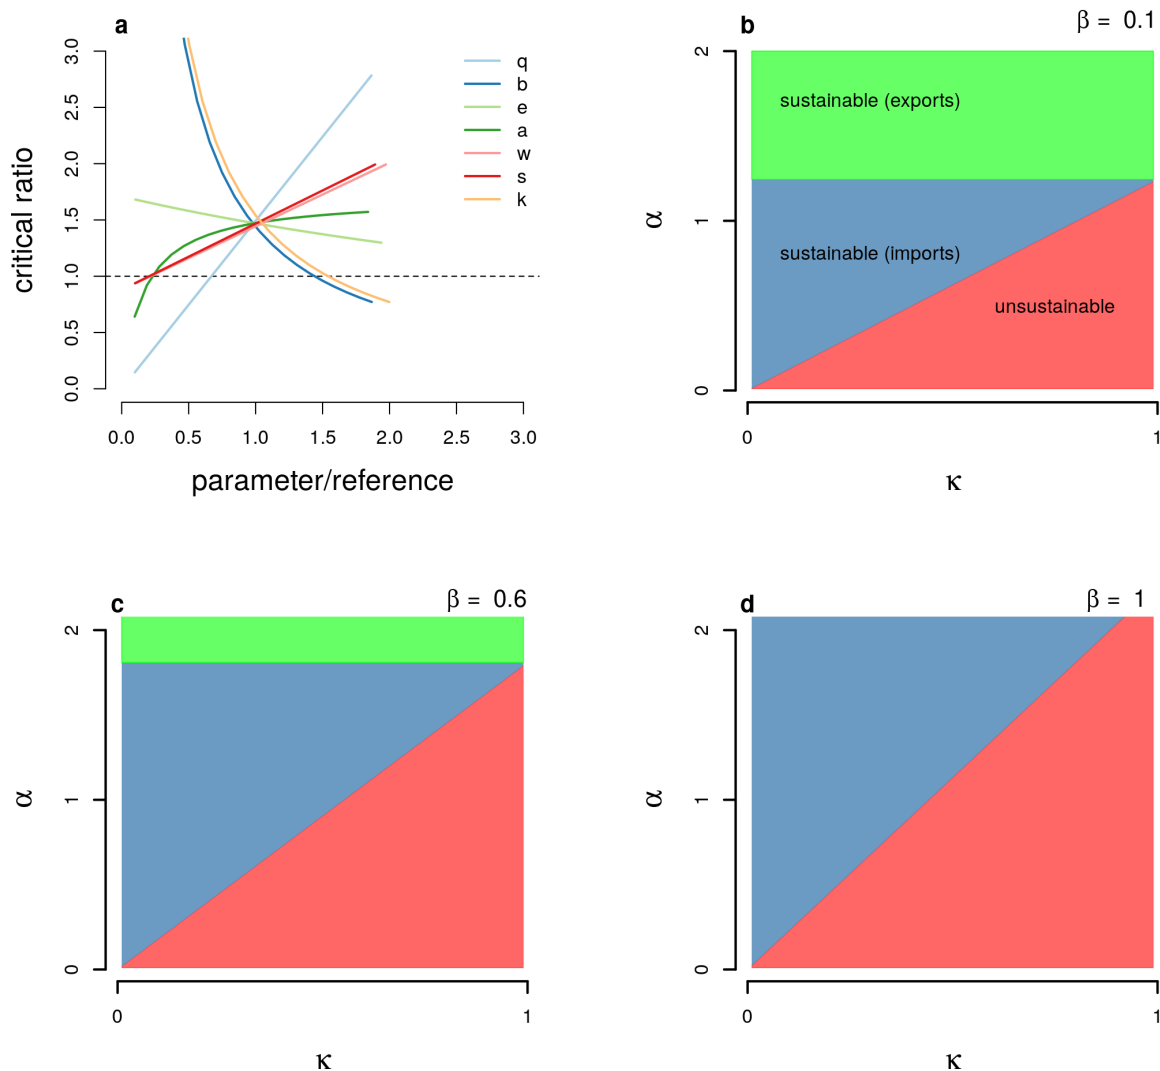 a
critical ratio
3.0
2.5
2.0
1.5
1.0
0.5
0.0
q
b
e
a
w
s
k
0.0 0.5 1.0 1.5 2.0 2.5 3.0
parameter/reference
b
β = 0.1
α
2
1
0
sustainable (exports)
sustainable (imports)
unsustainable
0 1
κ
c
β = 0.6
α
2
1
0
0 1
κ
d
β = 1
α
2
1
0
0 1
κ